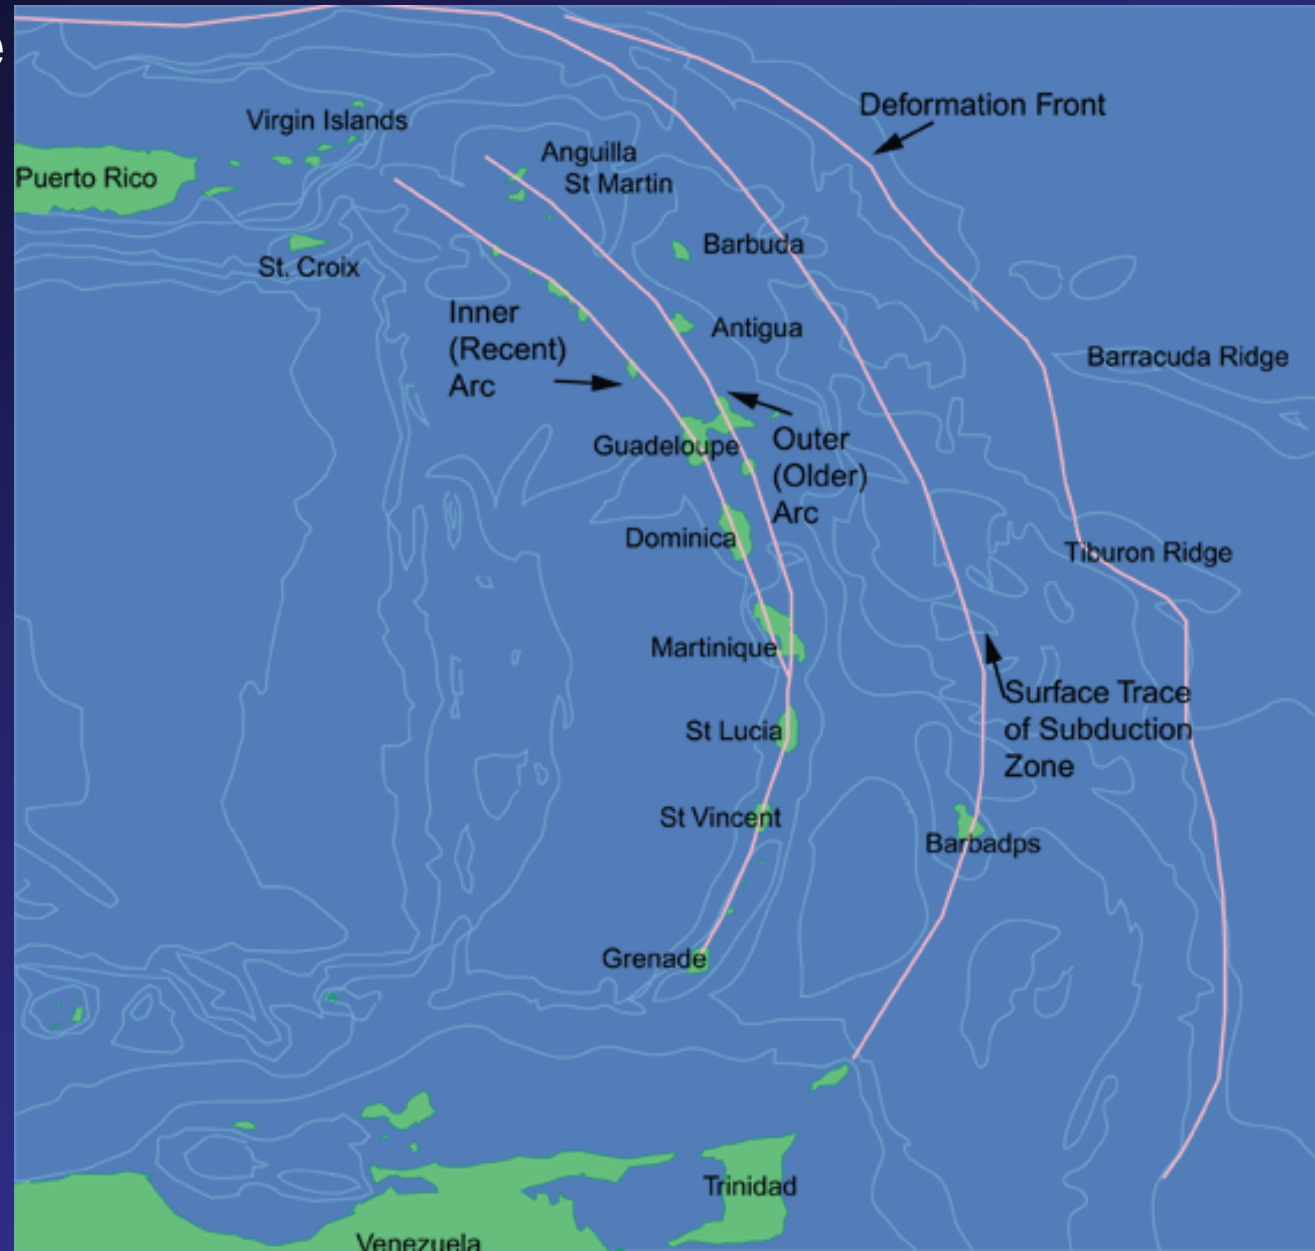 e
Deformation Front
Virgin Islands
Anguilla
St Martin
Puerto Rico
Barbuda
St. Croix
Inner
(Recent)
Arc
Antigua
Barracuda Ridge
Guadeloupe
Outer
(Older)
Arc
Dominica
Tiburon Ridge
Martinique
Surface Trace
of Subduction
Zone
St Lucia
St Vincent
Barbadps
Grenade
Trinidad
Venezuela